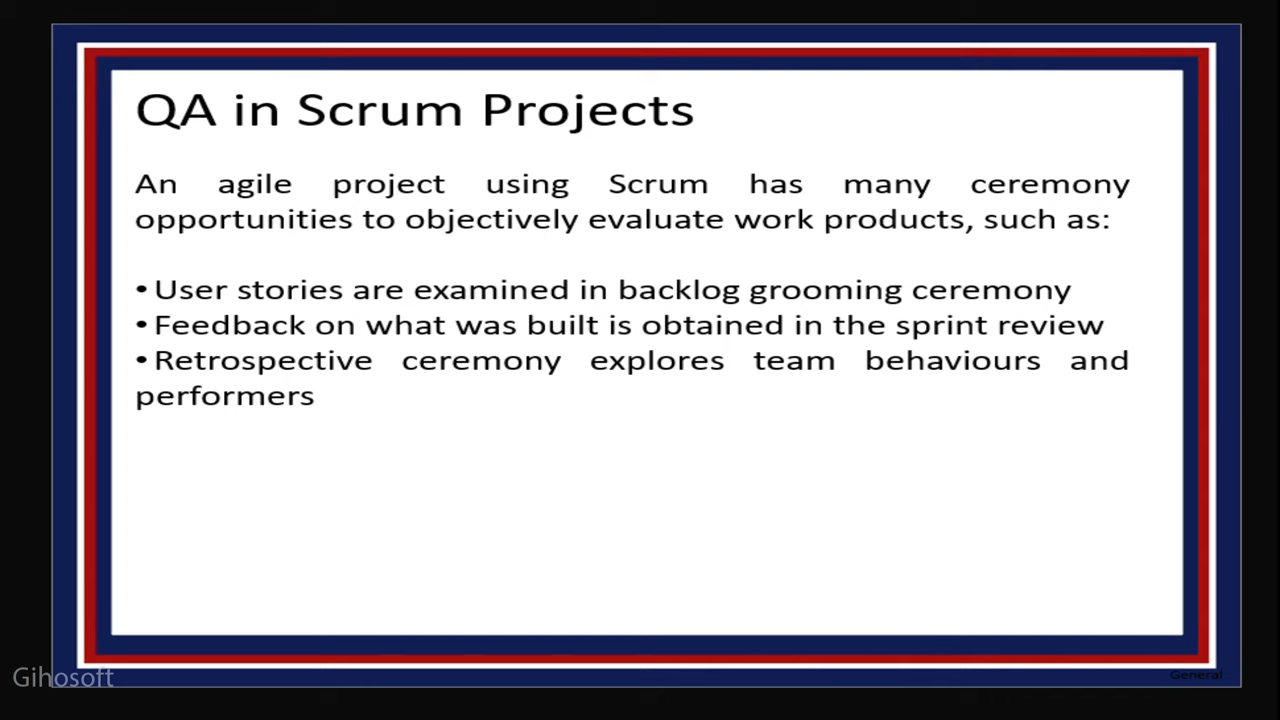 QA in Scrum Projects
An agile project using Scrum has many ceremony
opportunities to objectively evaluate work products, such as:
•User stories are examined in backlog grooming ceremony
•Feedback on what was built is obtained in the sprint review
•Retrospective ceremony explores team behaviours and
performers
Gihosoft
General